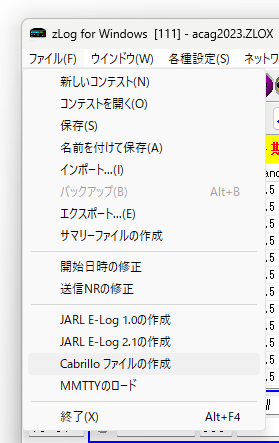 zLog for Windows [111] - acag2023.ZLOX
ファイル(F) ウインドウ(W) 各種設定(S) ネットワ
新しいコンテスト(N)
コンテストを開く(O)
保存(S)
名前を付けて保存(A)
インポート...(I)
バックアップ(B) Alt+B
エクスポート...(E)
サマリーファイルの作成
開始日時の修正
送信NRの修正
JARL E-Log 1.0の作成
JARL E-Log 2.1の作成
Cabrillo ファイルの作成
MMTTYのロード
終了(X) Alt+F4